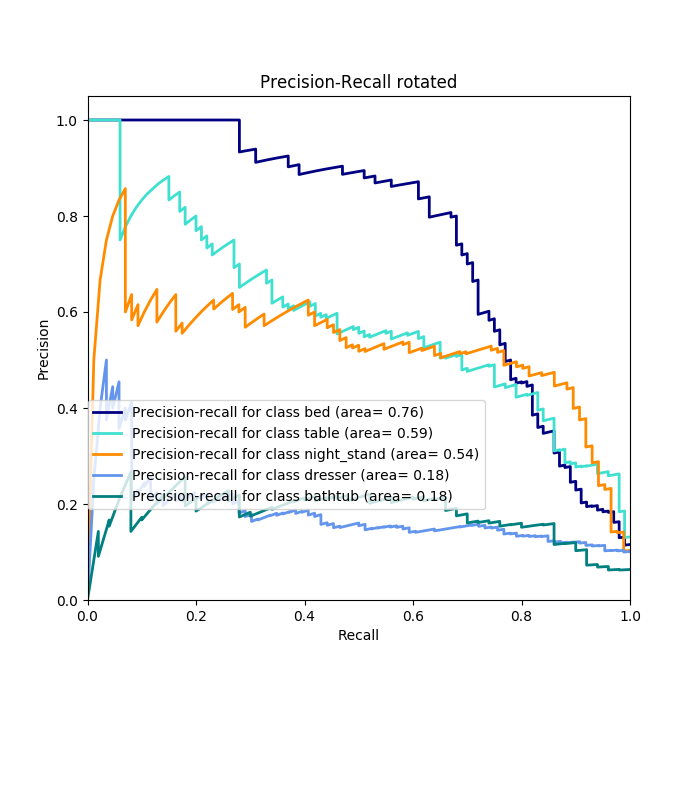 Precision-Recall rotated
1.0
0.8
0.6
0.4
0.2
0.0
Precision
Precision-recall for class bed (area= 0.76)
Precision-recall for class table (area= 0.59)
Precision-recall for class night_stand (area= 0.54)
Precision-recall for class dresser (area= 0.18)
Precision-recall for class bathtub (area= 0.18)
0.0 0.2 0.4 0.6 0.8 1.0
Recall